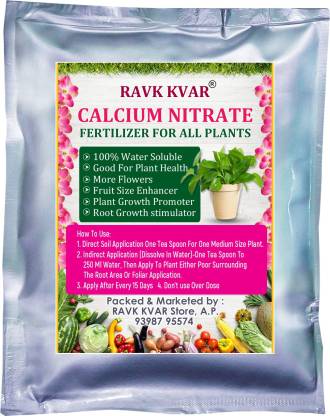 RAVK KVAR®
CALCIUM NITRATE
FERTILIZER FOR ALL PLANTS
100% Water Soluble
Good For Plant Health
More Flowers
Fruit Size Enhancer
Plant Growth Promoter
Root Growth stimulator
How To Use:
1. Direct Soil Application One Tea Spoon For One Medium Size Plant.
2. Indirect Application (Dissolve In Water)-One Tea Spoon To
250 Ml Water, Then Apply To Plant Either Poor Surrounding
The Root Area Or Foliar Application.
3. Apply After Every 15 Days 4. Don't use Over Dose
Packed & Marketed by :
RAVK KVAR Store, A.P.
93987 95574